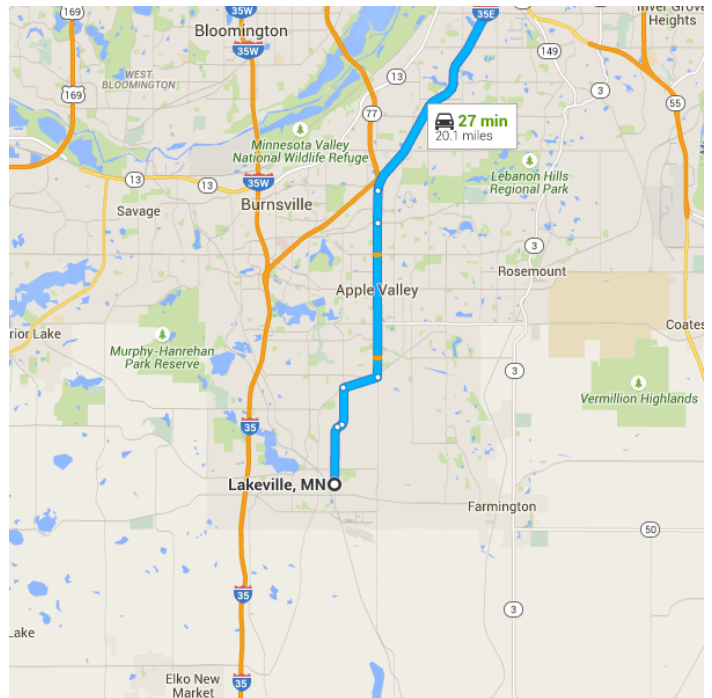 169
35W
35E
Inver Grove
Heights
Bloomington
35W
149
3
WEST
BLOOMINGTON
169
13
77
27 min
20.1 miles
55
Minnesota Valley
National Wildlife Refuge
Lebanon Hills
Regional Park
13
13
35W
Savage
Burnsville
3
Rosemount
Apple Valley
rior Lake
Coates
Murphy-Hanrehan
Park Reserve
3
Vermillion Highlands
35
Lakeville, MN
Farmington
50
35
3
Lake
Elko New
Market
35